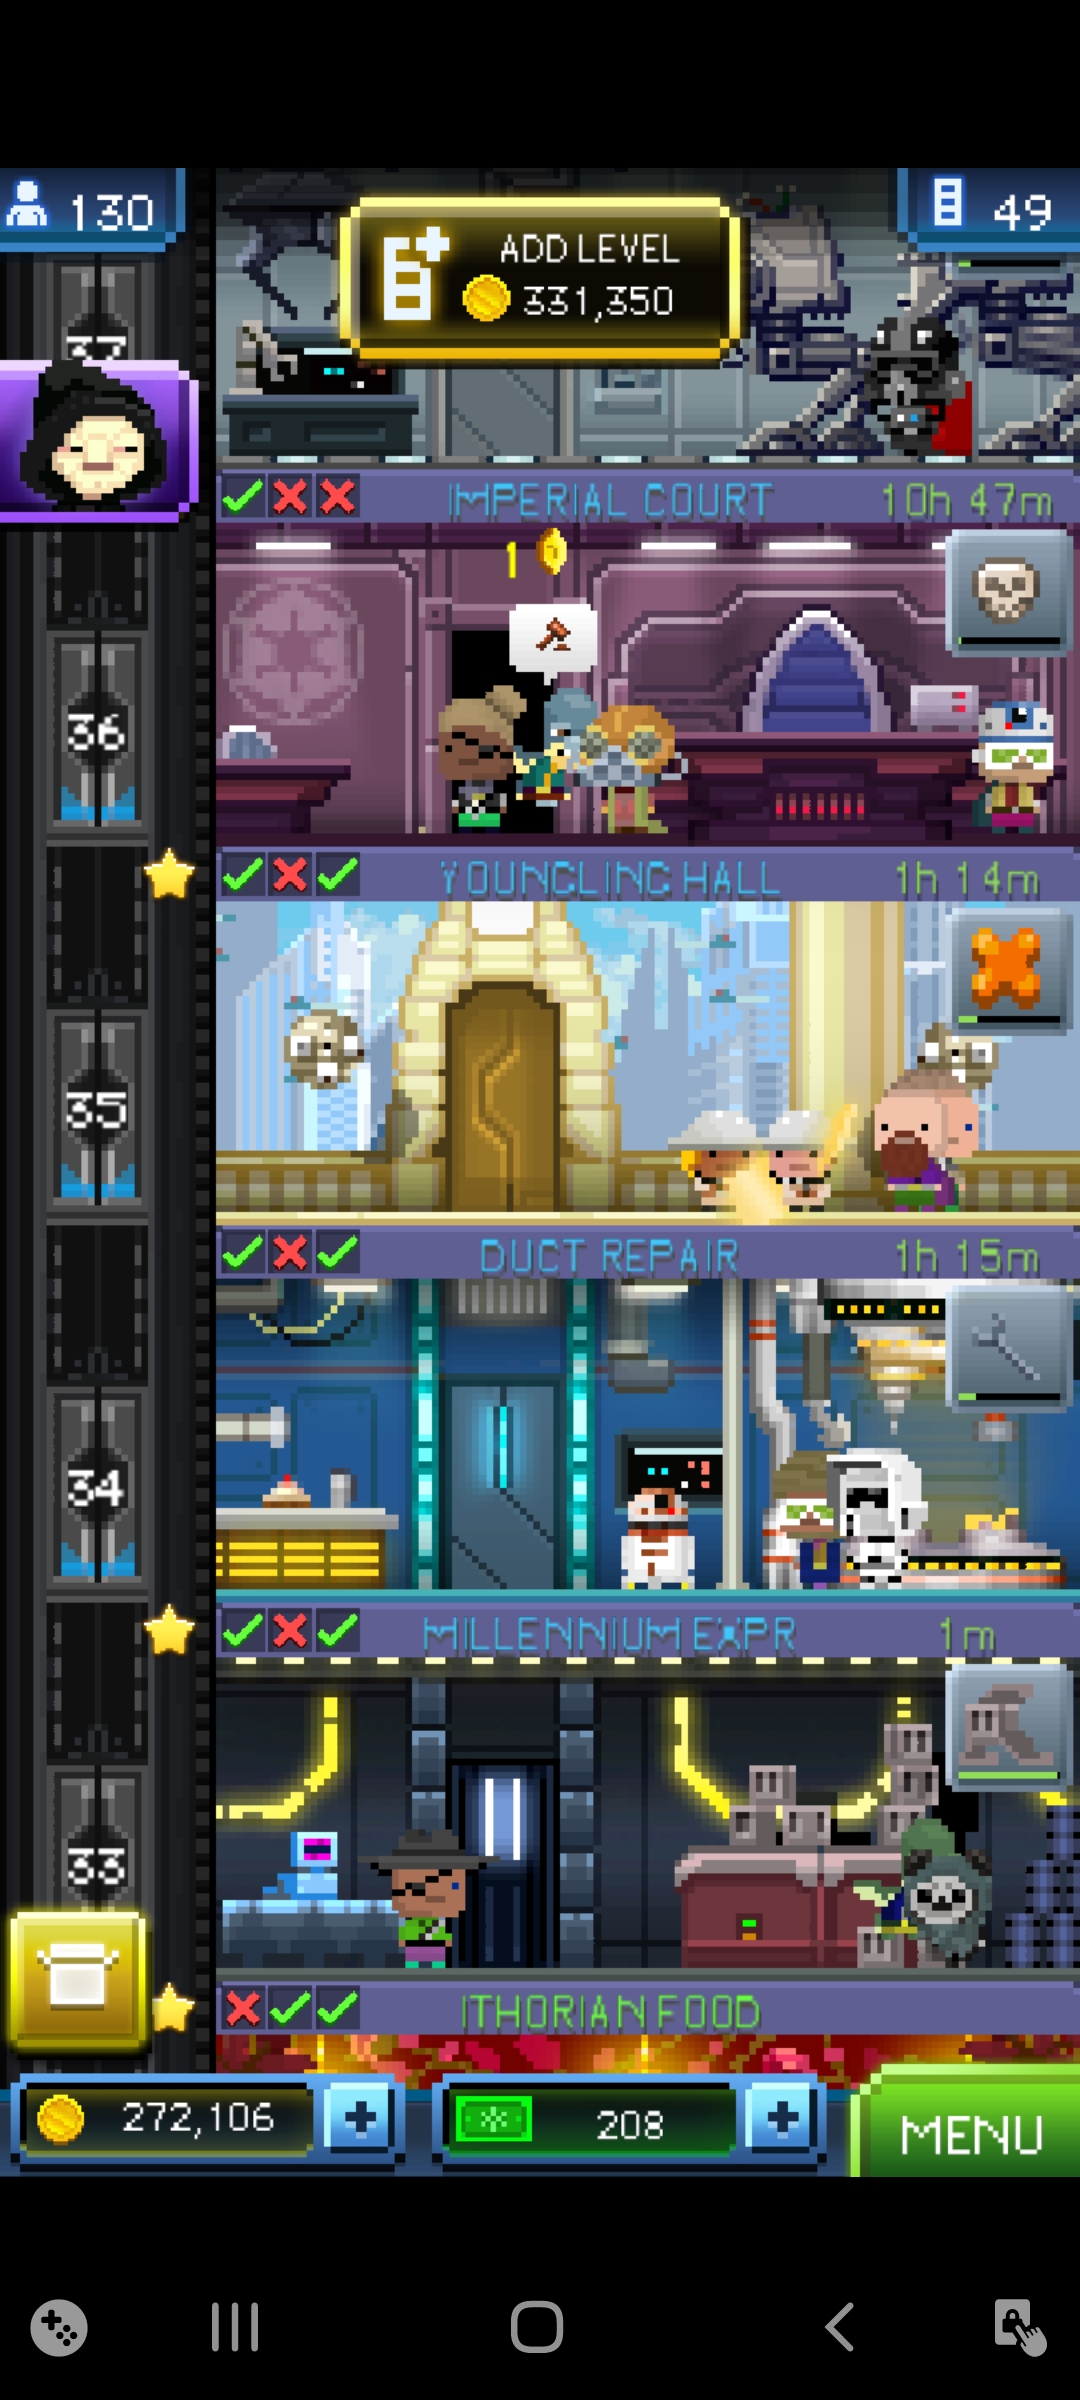 130
49
ADD LEVEL
331,350
37
IMPERIAL COURT 10h 47m
1
36
YOUNGLING HALL 1h 14m
35
DUCT REPAIR 1h 15m
34
MILLENNIUM EXPR 1m
33
ITHORIAN FOOD
272,106
208
MENU